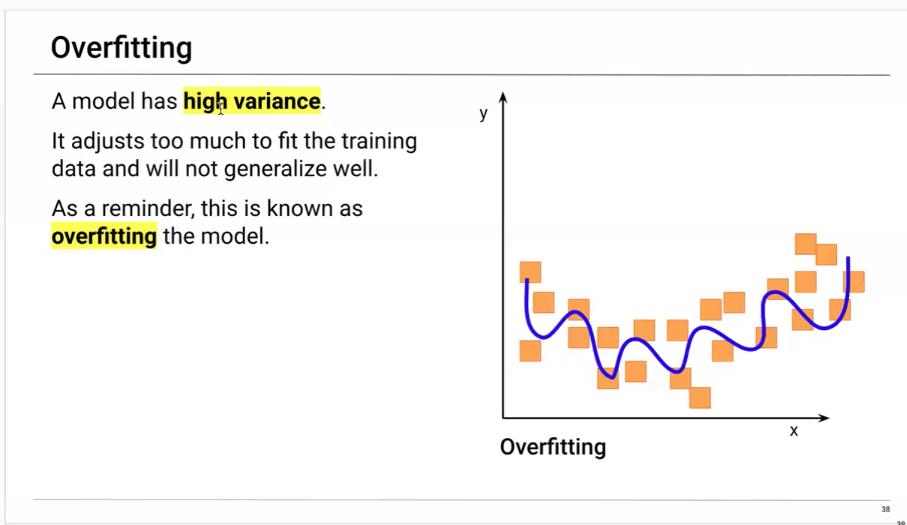 Overfitting
A model has high variance.
It adjusts too much to fit the training
data and will not generalize well.
As a reminder, this is known as
overfitting the model.
y
x
Overfitting
38